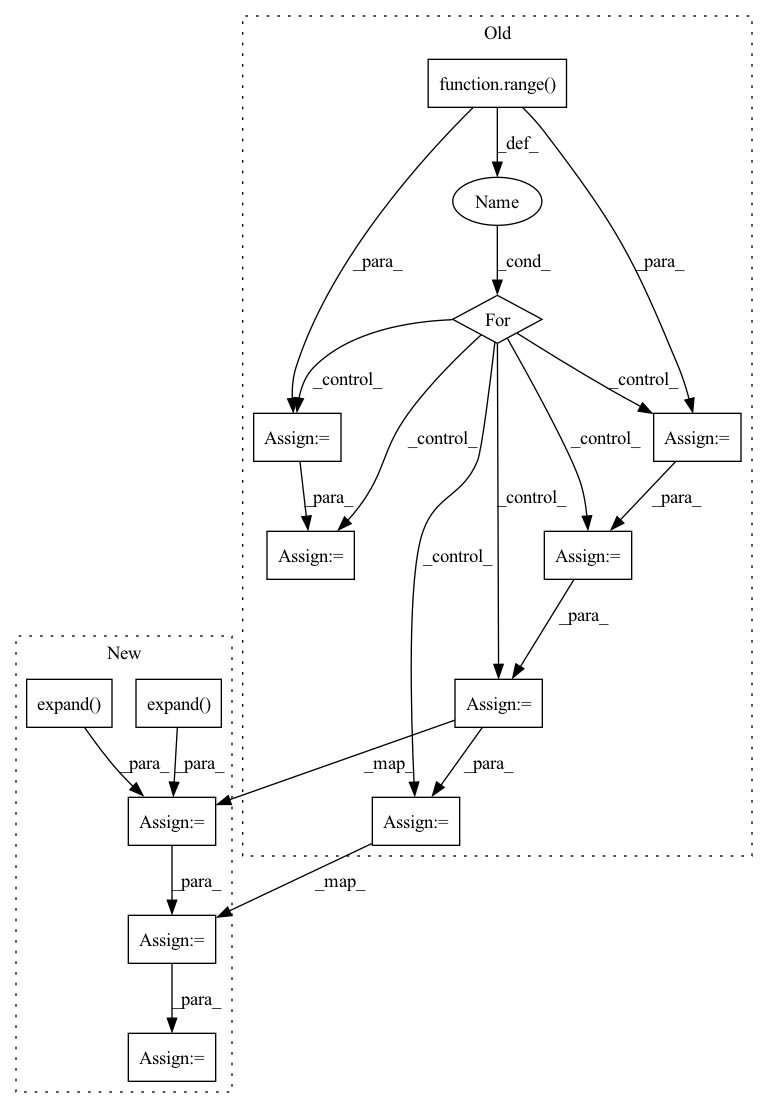 Old
function.range()
_def_
Name
_para_
_cond_
_para_
For
_control_
_control_
Assign:=
_control_
_control_
Assign:=
_para_
_control_
_para_
Assign:=
_control_
Assign:=
_para_
New
expand()
expand()
Assign:=
_para_
_para_
_map_
_para_
Assign:=
Assign:=
_para_
_map_
Assign:=
_para_
Assign:=